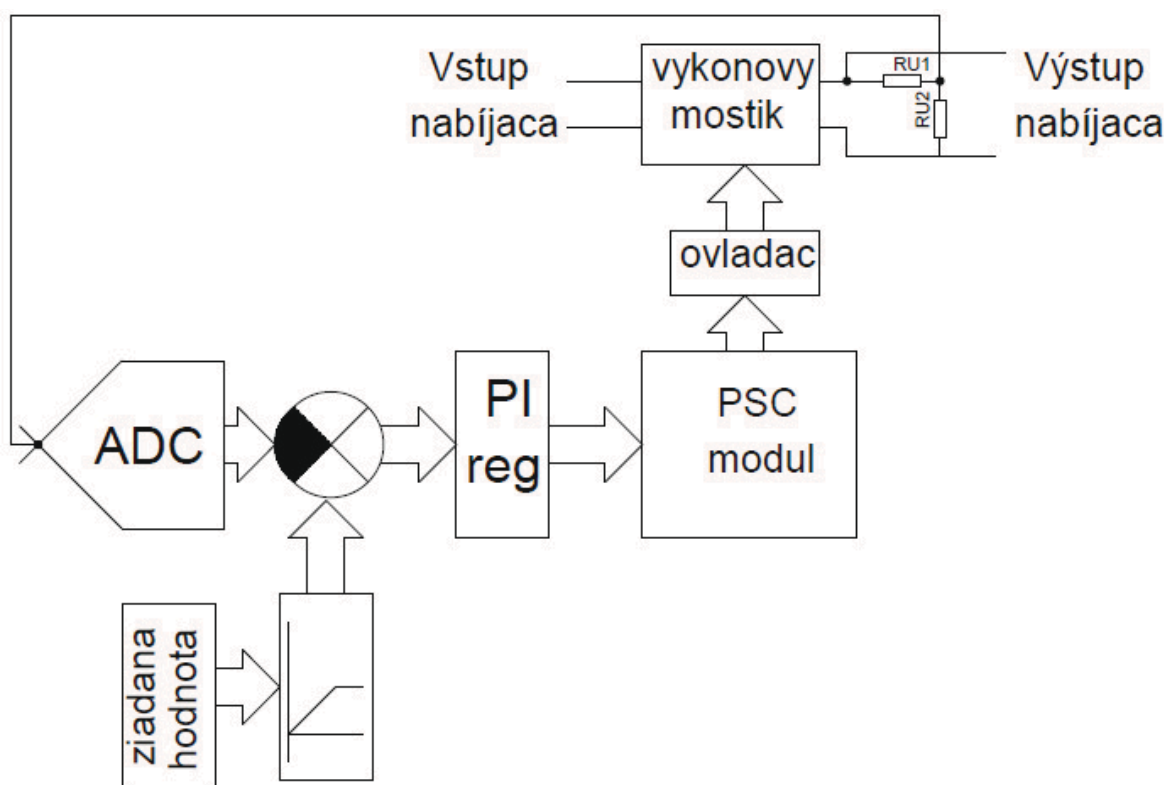 Vstup
nabíjaca
vykonovy
mostik
RU1
RU2
Výstup
nabíjaca
ovladac
ADC
PI
reg
PSC
modul
ziadana
hodnota